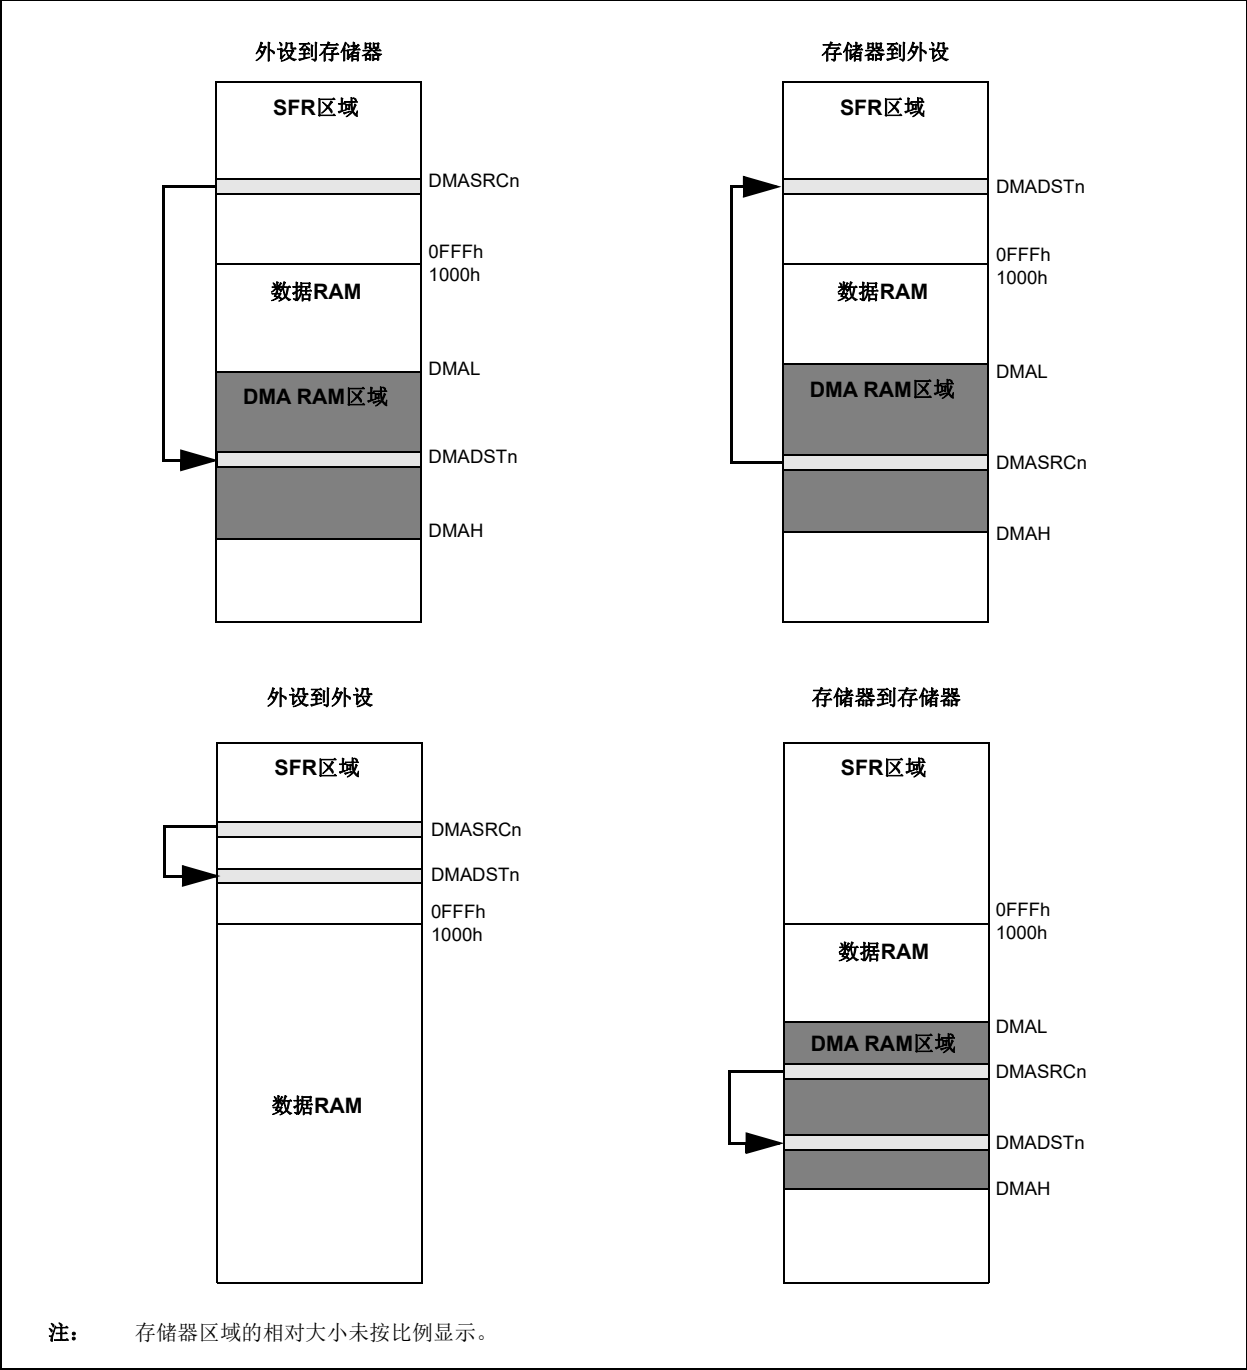 外设到存储器
SFR区域
DMASRCn
0FFFh
1000h
数据RAM
DMAL
DMA RAM区域
DMADSTn
DMAH
存储器到外设
SFR区域
DMADSTn
0FFFh
1000h
数据RAM
DMAL
DMA RAM区域
DMASRCn
DMAH
外设到外设
SFR区域
DMASRCn
DMADSTn
0FFFh
1000h
数据RAM
存储器到存储器
SFR区域
0FFFh
1000h
数据RAM
DMAL
DMA RAM区域
DMASRCn
DMADSTn
DMAH
注： 存储器区域的相对大小未按比例显示。